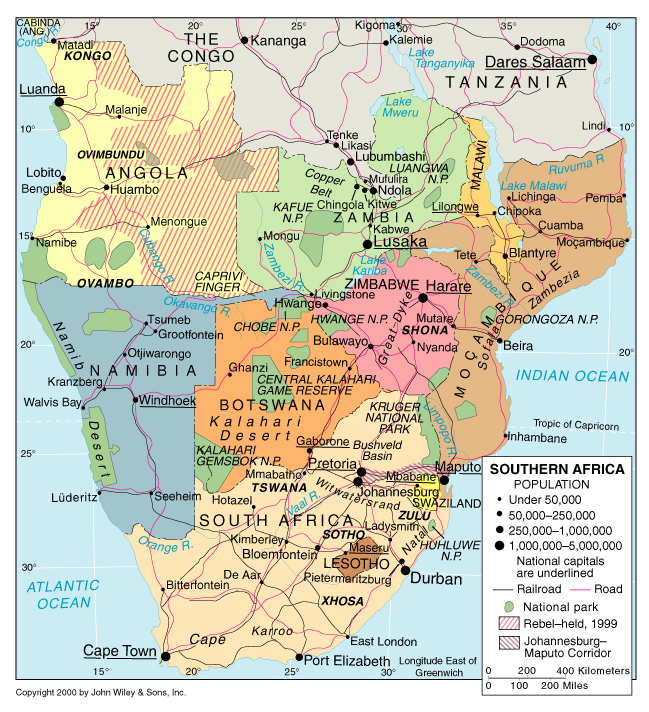 CABINDA
(ANG.)
Congo R.
Matadi
KONGO
15°
20°
25°
30°
35°
40°
THE
CONGO
Kananga
Kigoma
Kalemie
Lake
Tanganyika
Dodoma
Dares Salaam
TANZANIA
Luanda
Malanje
Lake
Mweru
Lindi
10°
10°
Tenke
Likasi
Lubumbashi
OVIMBUNDU
ANGOLA
Lobito
Benguela
Huambo
Copper
Belt
Mufulira
Ndola
Chingola
Kitwe
LUANGWA
N.P.
MALAWI
Ruvuma R.
Lake Malawi
Lichinga
Pemba
KAFUE
N.P.
ZAMBIA
Lilongwe
Chipoka
Cuamba
Menongue
Mongu
Kabwe
Lusaka
15°
15°
Namibe
Cubango R.
Zambezi R.
Lake
Kariba
Tete
Blantyre
Moçambique
Zambezi R.
Zambezia
OVAMBO
CAPRIVI
FINGER
Okavango R.
Livingstone
ZIMBABWE
Harare
Hwange
MOÇAMBIQUE
Sofala
Namib
Desert
Tsumeb
Grootfontein
CHOBE N.P.
HWANGE N.P.
Great Dyke
SHONA
Mutare
GORONGOZA N.P.
20°
20°
Otjiwarongo
Bulawayo
Nyanda
Beira
NAMIBIA
Ghanzi
Francistown
Kranzberg
CENTRAL KALAHARI
GAME RESERVE
INDIAN OCEAN
Walvis Bay
Windhoek
BOTSWANA
Kalahari
Desert
KRUGER
NATIONAL
PARK
Limpopo R.
Tropic of Capricorn
Inhambane
25°
KALAHARI
GEMSBOK N.P.
Gaborone
Bushveld
Basin
Pretoria
Mmabatho
TSWANA
Mbabane
Maputo
Johannesburg
SWAZILAND
Witwatersrand
Lüderitz
Seeheim
Hotazel
Vaal R.
ZULU
SOUTH AFRICA
SOTHO
Ladysmith
Natal
Orange R.
Kimberley
Bloemfontein
Maseru
HUHLUWE
N.P.
LESOTHO
30°
30°
De Aar
Pietermaritzburg
Durban
ATLANTIC
OCEAN
Bitterfontein
XHOSA
Cape
Karroo
East London
Cape Town
Port Elizabeth
Longitude East of
Greenwich
15°
20°
25°
30°
SOUTHERN AFRICA
POPULATION
Under 50,000
50,000–250,000
250,000–1,000,000
1,000,000–5,000,000
National capitals
are underlined
Railroad
Road
National park
Rebel–held, 1999
Johannesburg–
Maputo Corridor
0 200 400 Kilometers
0 100 200 Miles
Copyright 2000 by John Wiley & Sons, Inc.